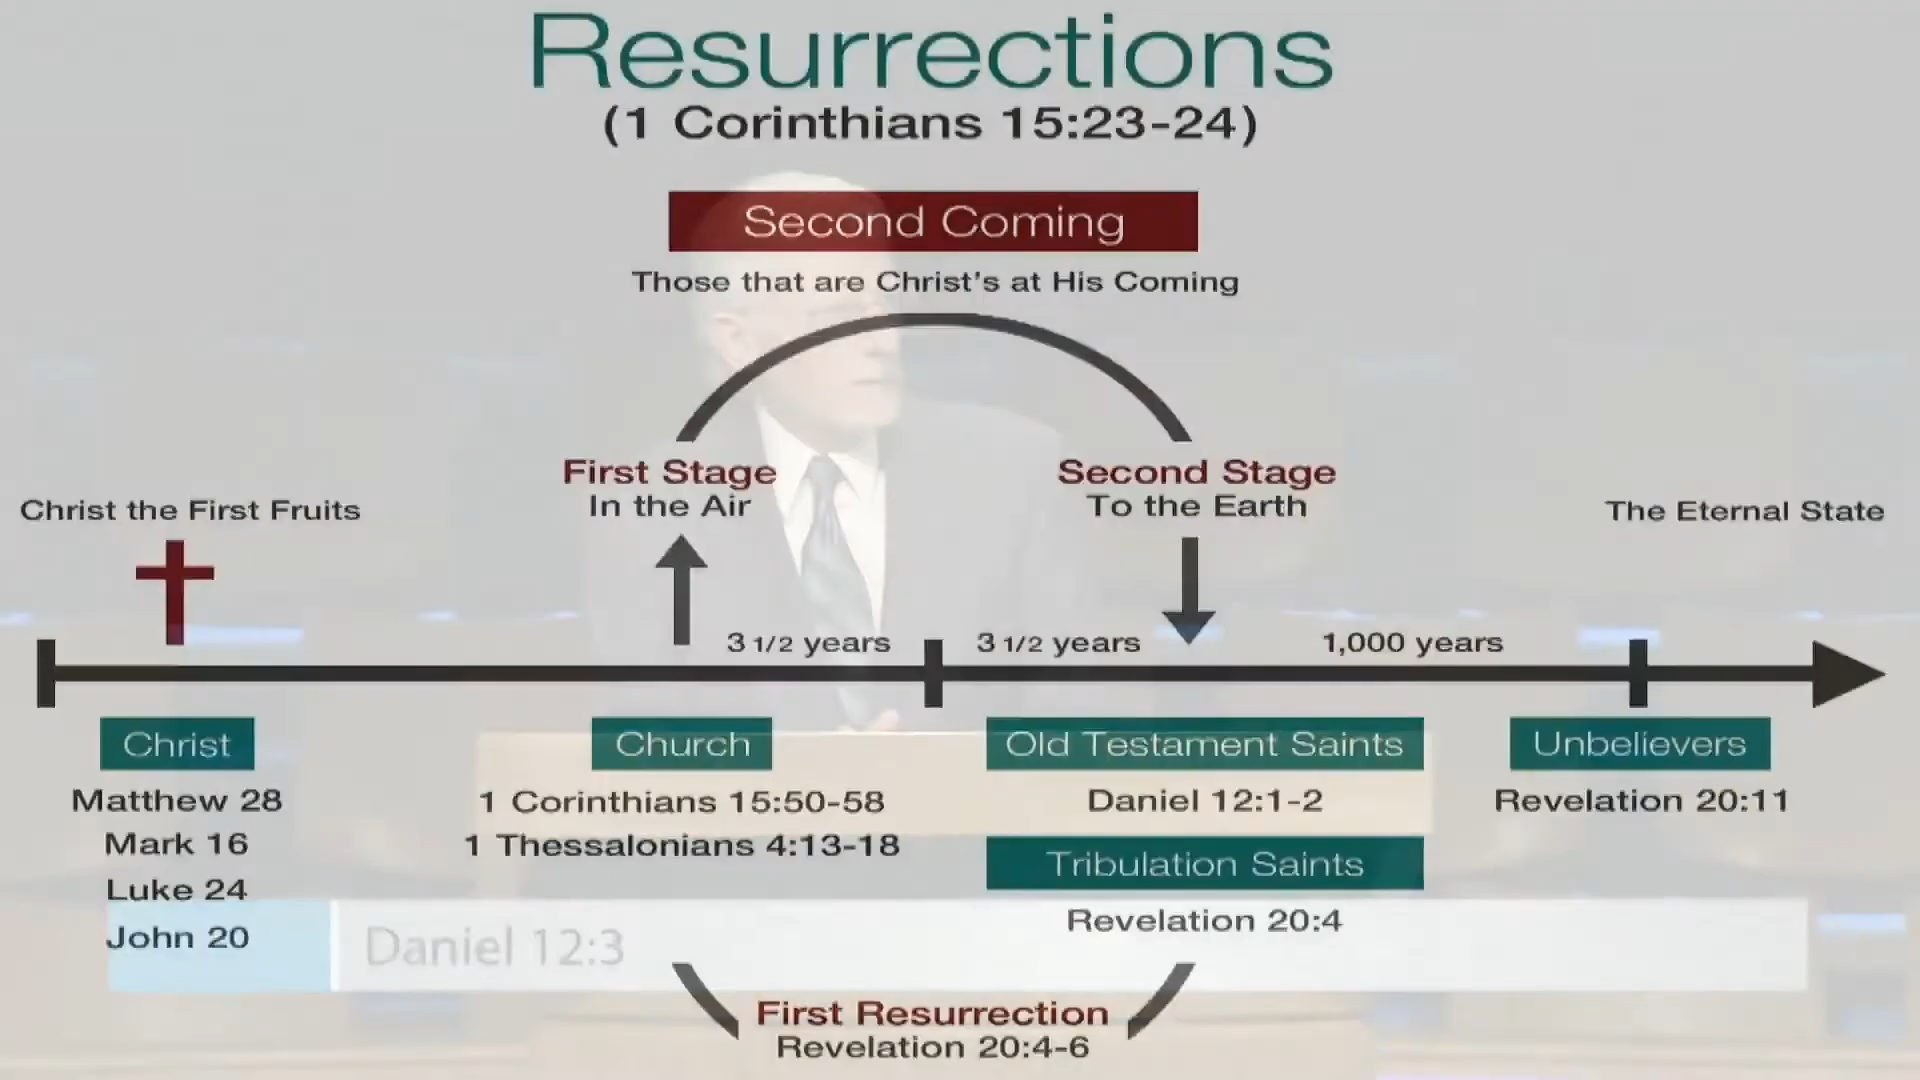 Resurrections
(1 Corinthians 15:23-24)
Second Coming
Those that are Christ's at His Coming
First Stage
In the Air
Second Stage
To the Earth
Christ the First Fruits
The Eternal State
3 1/2 years
3 1/2 years
1,000 years
Christ
Matthew 28
Mark 16
Luke 24
John 20
Church
1 Corinthians 15:50-58
1 Thessalonians 4:13-18
Old Testament Saints
Daniel 12:1-2
Tribulation Saints
Revelation 20:4
Unbelievers
Revelation 20:11
Daniel 12:3
First Resurrection
Revelation 20:4-6